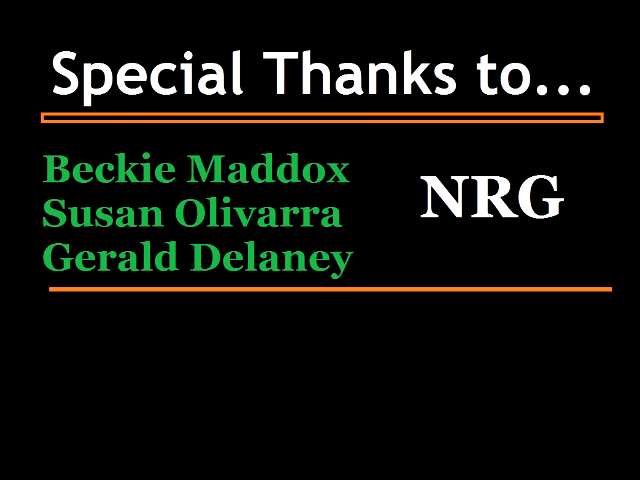 Special Thanks to...
Beckie Maddox
Susan Olivarra
Gerald Delaney
NRG